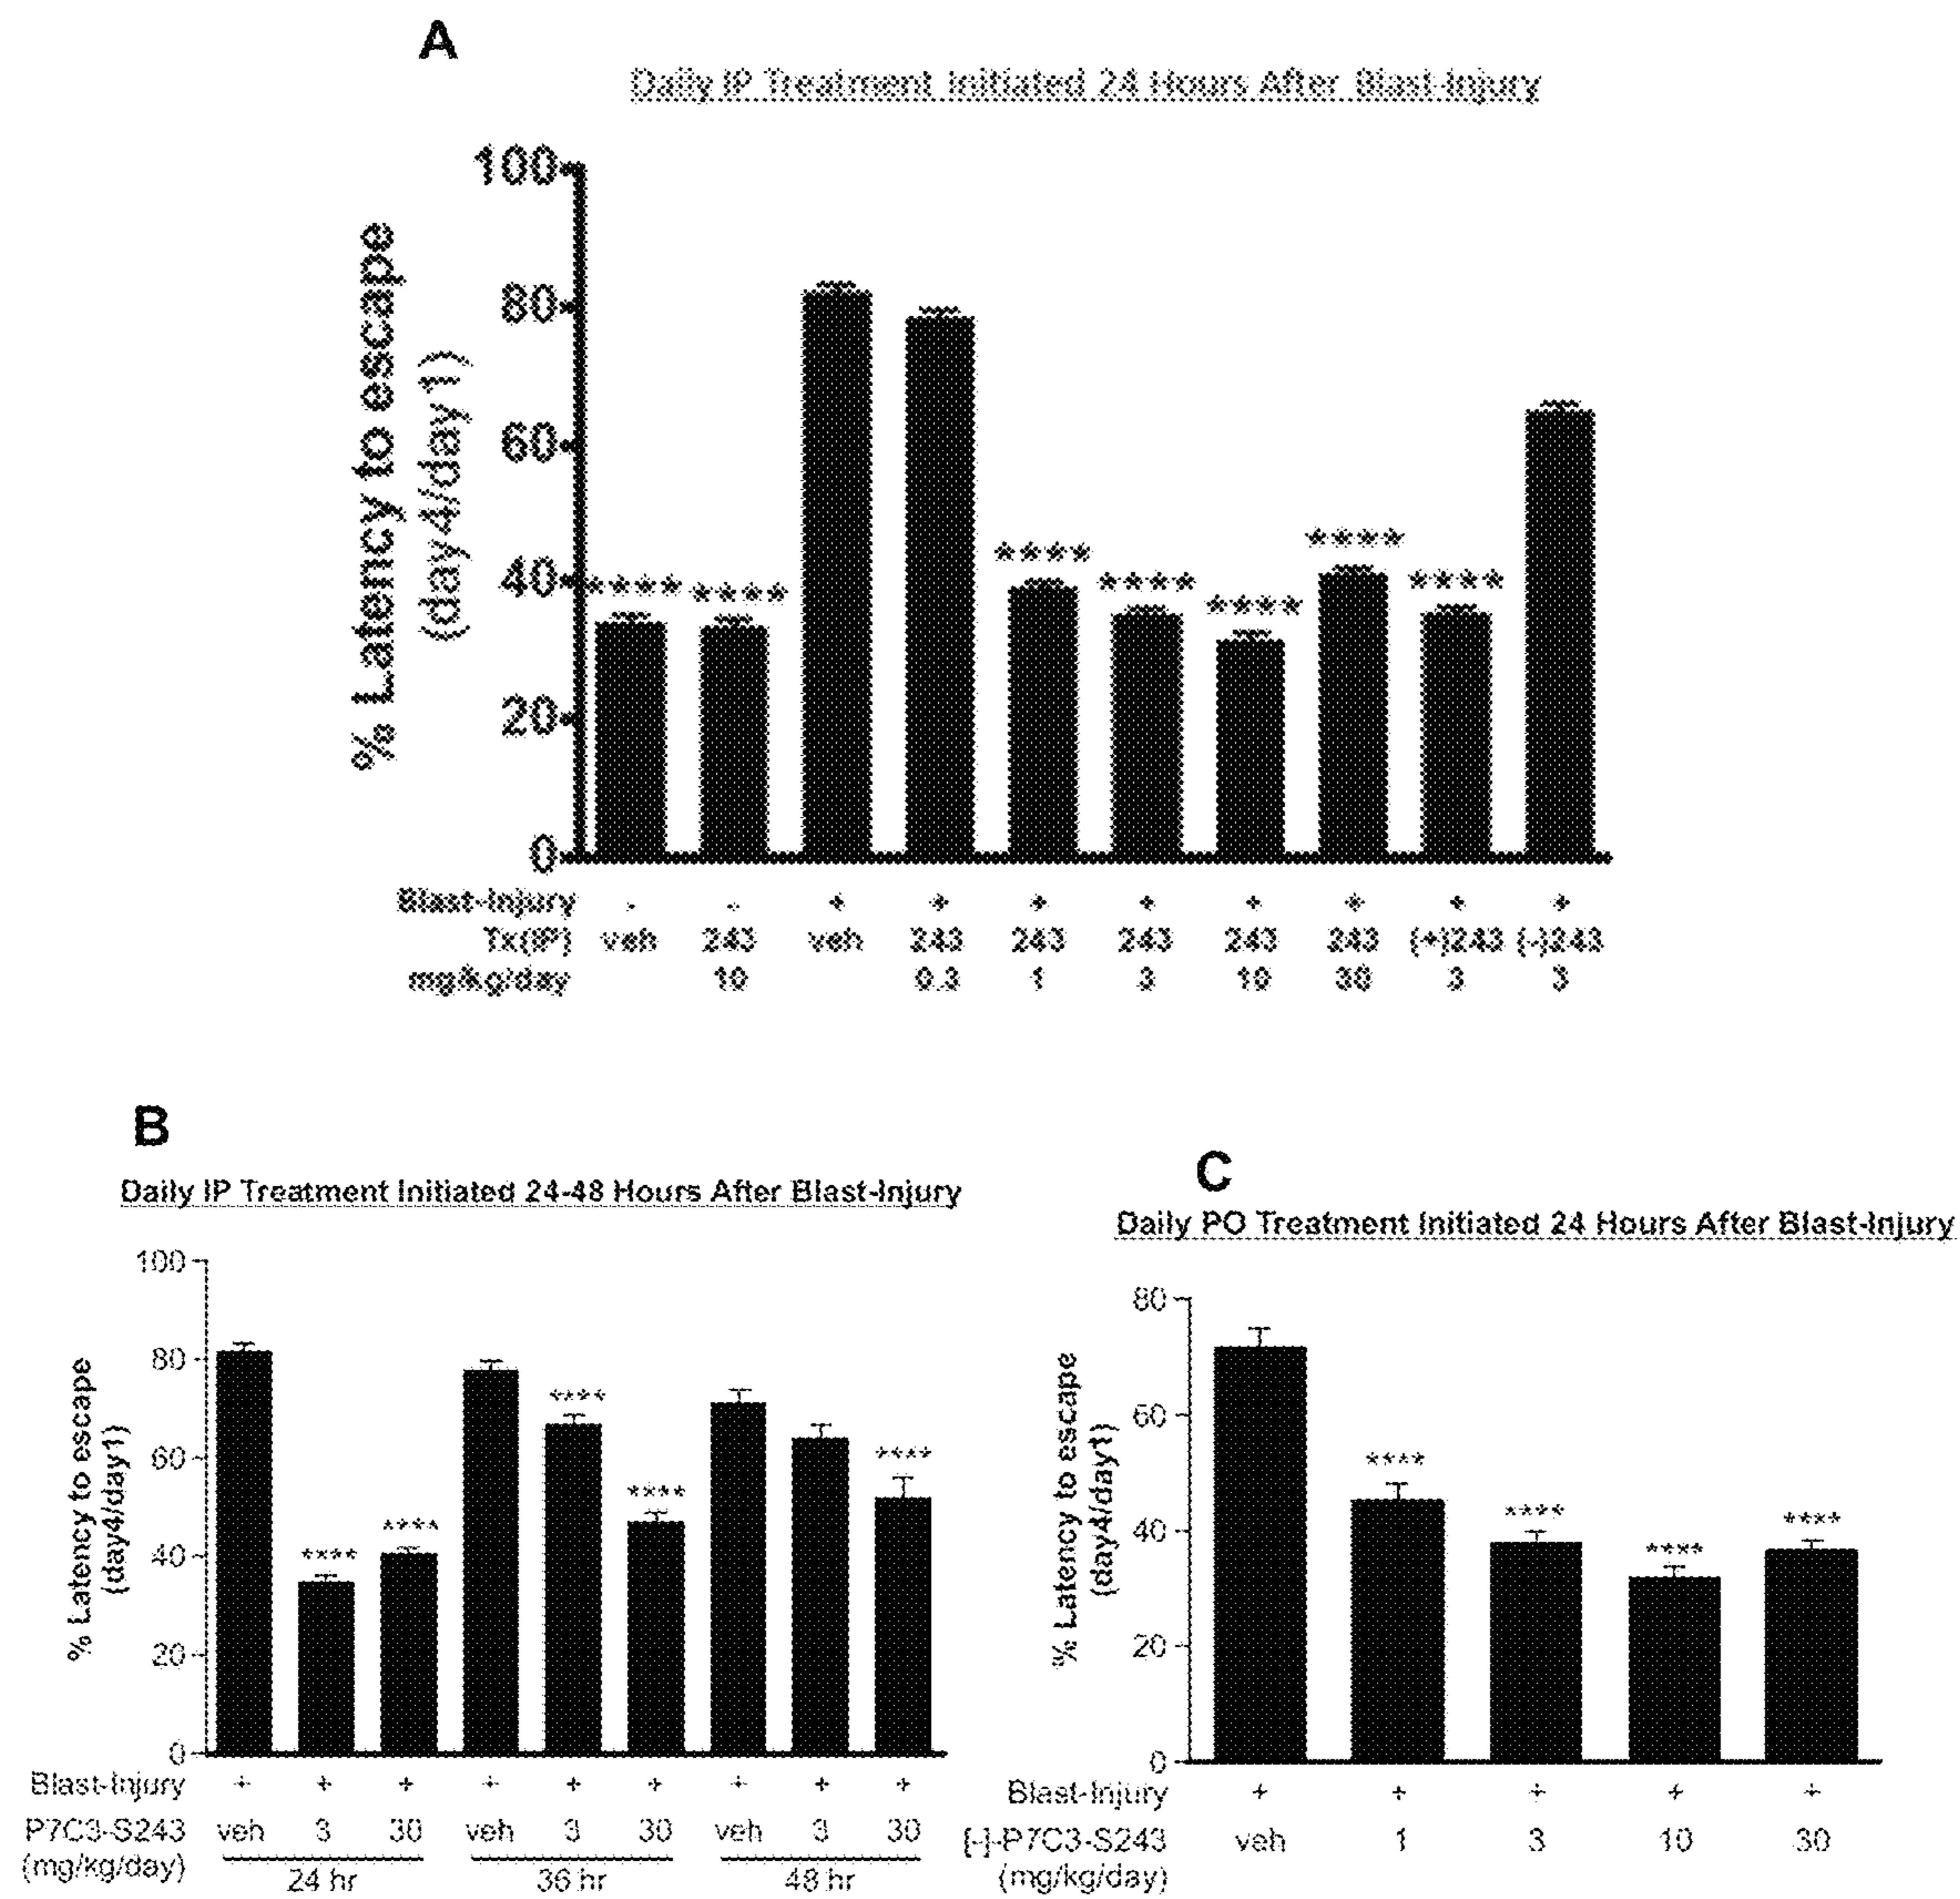 A
Daily IP Treatment Initiated 24 Hours After Blast-Injury
% Latency to escape
(day4/day1)
100
80
60
40
20
0
**** **** **** **** **** **** ****
Blast-Injury - - + + + + + + + +
Tx(IP) veh 243 veh 243 243 243 243 243 (+)243 (-)243
mg/kg/day 10 0.3 1 3 10 30 3 3
B
Daily IP Treatment Initiated 24-48 Hours After Blast-Injury
% Latency to escape
(day4/day1)
100
80
60
40
20
0
**** **** **** **** ****
Blast-Injury + + + + + + + + +
P7C3-S243 veh 3 30 veh 3 30 veh 3 30
(mg/kg/day) 24 hr 36 hr 48 hr
C
Daily PO Treatment Initiated 24 Hours After Blast-Injury
% Latency to escape
(day4/day1)
80
60
40
20
0
**** **** **** ****
Blast-Injury + + + + +
[-]-P7C3-S243 veh 1 3 10 30
(mg/kg/day)